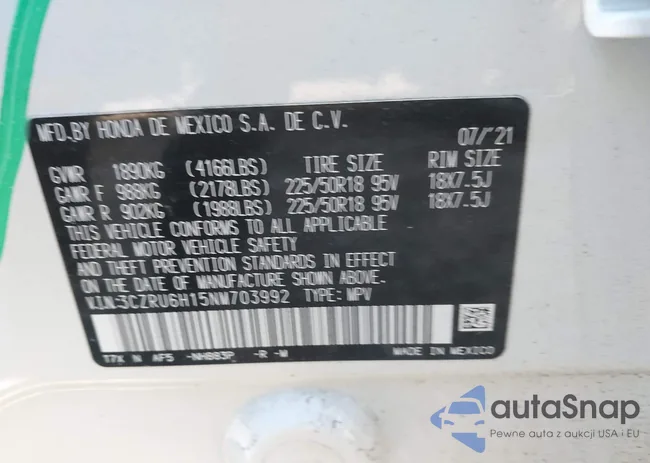 MFD.BY HONDA DE MEXICO S.A. DE C.V.
07/'21
GVWR 1890KG (4166LBS) TIRE SIZE RIM SIZE
GAWR F 988KG (2178LBS) 225/50R18 95V 18X7.5J
GAWR R 902KG (1988LBS) 225/50R18 95V 18X7.5J
THIS VEHICLE CONFORMS TO ALL APPLICABLE
FEDERAL MOTOR VEHICLE SAFETY
AND THEFT PREVENTION STANDARDS IN EFFECT
ON THE DATE OF MANUFACTURE SHOWN ABOVE.
V.I.N: 3CZRU6H15NM703992 TYPE: MPV
T7X N AF5 -NH883P -R -W
MADE IN MEXICO
autaSnap
Pewne auta z aukcji USA i EU